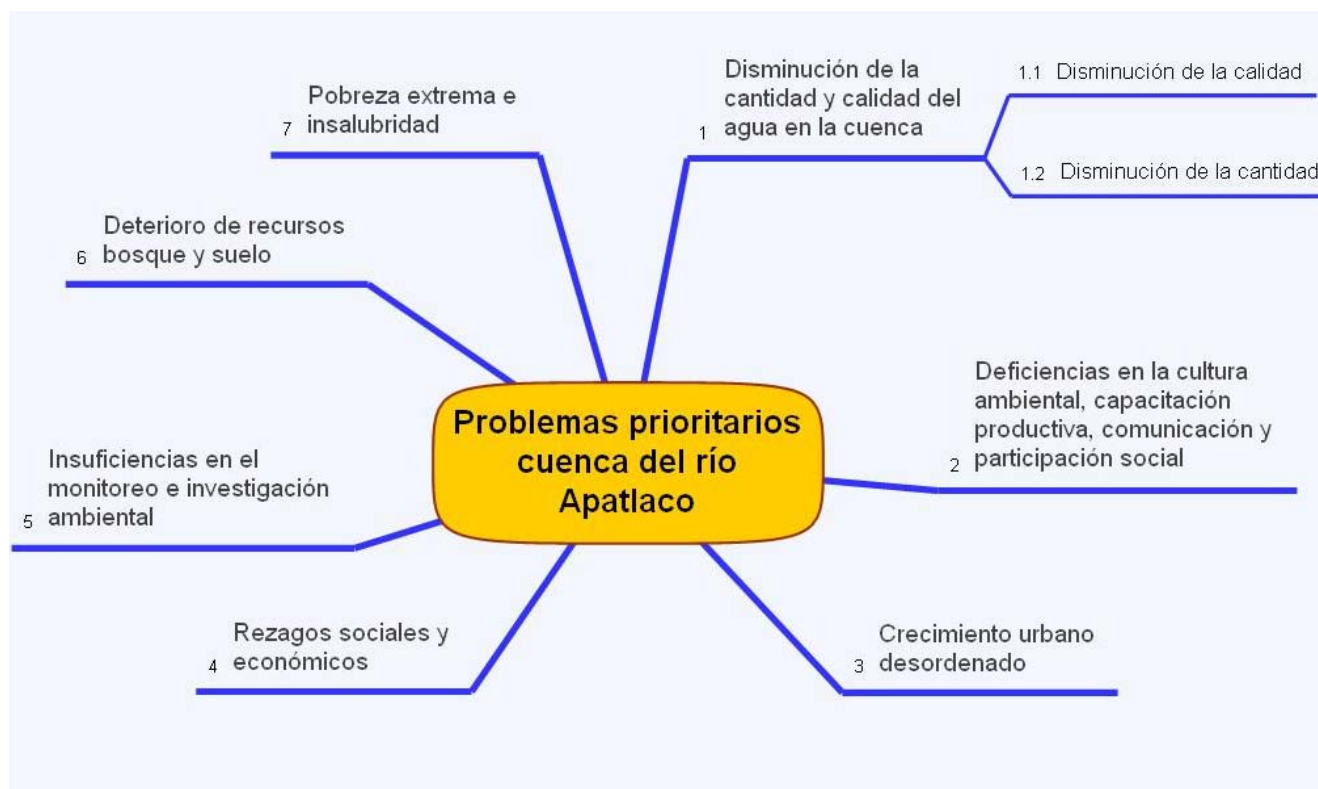 Problemas prioritarios
cuenca del río
Apatlaco
Disminución de la
cantidad y calidad del
1 agua en la cuenca
1.1 Disminución de la calidad
1.2 Disminución de la cantidad
Deficiencias en la cultura
ambiental, capacitación
productiva, comunicación y
2 participación social
Crecimiento urbano
3 desordenado
Rezagos sociales y
4 económicos
Insuficiencias en el
monitoreo e investigación
5 ambiental
Deterioro de recursos
6 bosque y suelo
Pobreza extrema e
7 insalubridad